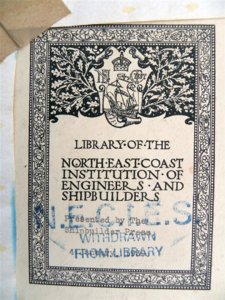 LIBRARY·OF·THE
NORTH·EAST·COAST
INSTITUTION·OF
ENGINEERS·AND
SHIPBUILDERS
N.E.C.I.E.S.
Presented by The
Shipbuilder Press
WITHDRAWN
FROM LIBRARY